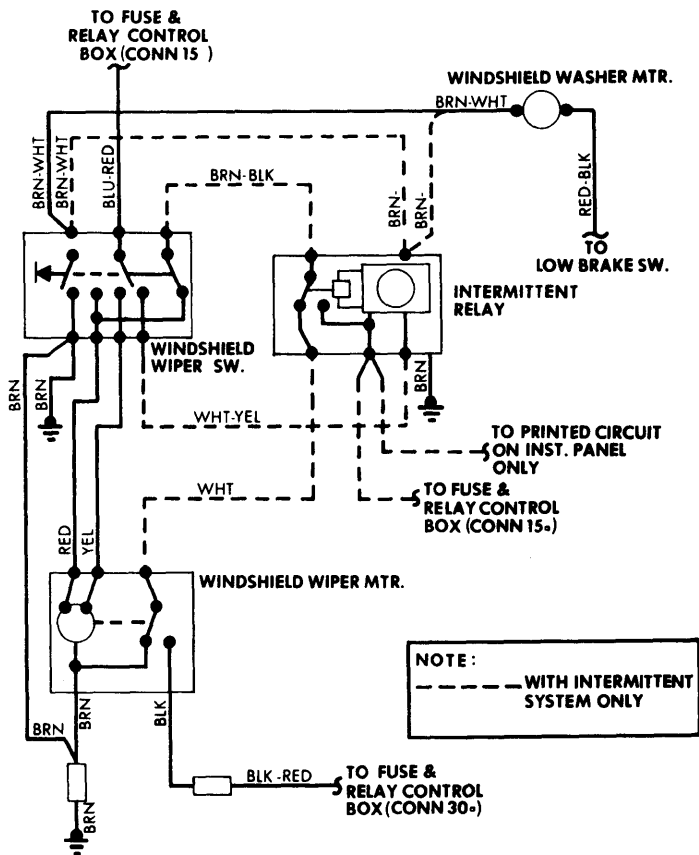 TO FUSE &
RELAY CONTROL
BOX (CONN 15 )
WINDSHIELD WASHER MTR.
BRN-WHT
BRN-WHT
BRN-WHT
BLU-RED
BRN-BLK
BRN-
BRN-
RED-BLK
TO
LOW BRAKE SW.
INTERMITTENT
RELAY
WINDSHIELD
WIPER SW.
BRN
BRN
BRN
WHT-YEL
TO PRINTED CIRCUIT
ON INST. PANEL
ONLY
WHT
TO FUSE &
RELAY CONTROL
BOX (CONN 15a)
RED
YEL
WINDSHIELD WIPER MTR.
NOTE:
WITH INTERMITTENT
SYSTEM ONLY
BRN
BRN
BLK
BLK-RED
TO FUSE &
RELAY CONTROL
BOX (CONN 30a)
BRN